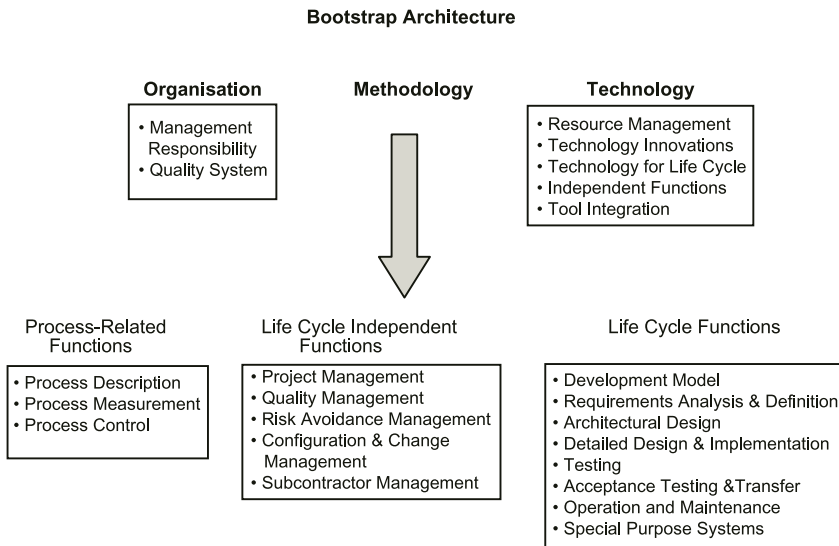 Bootstrap Architecture
Organisation
• Management
Responsibility
• Quality System
Methodology
Technology
• Resource Management
• Technology Innovations
• Technology for Life Cycle
• Independent Functions
• Tool Integration
Process-Related
Functions
• Process Description
• Process Measurement
• Process Control
Life Cycle Independent
Functions
• Project Management
• Quality Management
• Risk Avoidance Management
• Configuration & Change
Management
• Subcontractor Management
Life Cycle Functions
• Development Model
• Requirements Analysis & Definition
• Architectural Design
• Detailed Design & Implementation
• Testing
• Acceptance Testing &Transfer
• Operation and Maintenance
• Special Purpose Systems